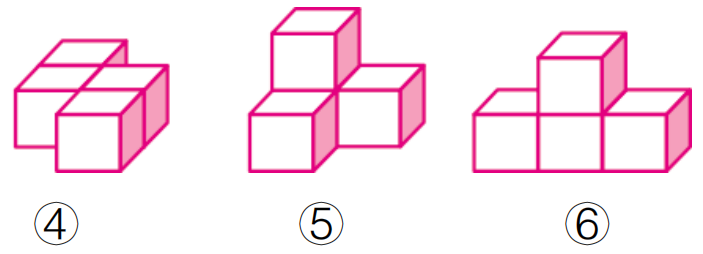 ④ ⑤ ⑥